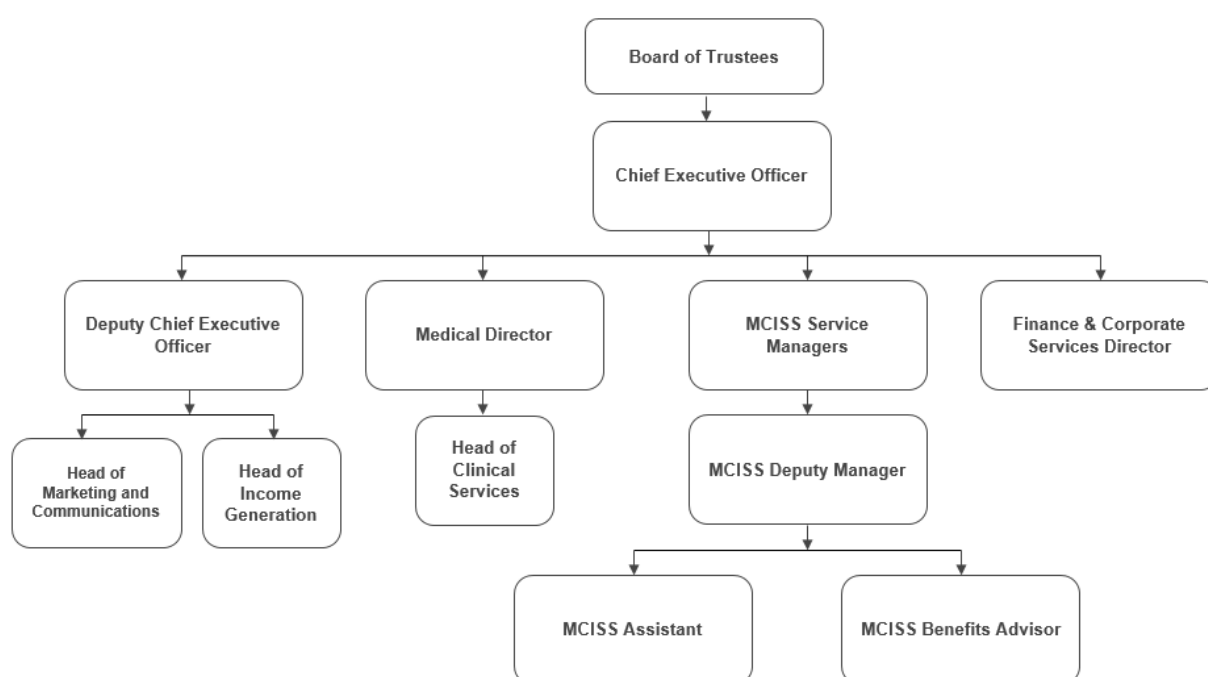 Board of Trustees
Chief Executive Officer
Deputy Chief Executive
Officer
Medical Director
MCISS Service
Managers
Finance & Corporate
Services Director
Head of
Marketing and
Communications
Head of
Income
Generation
Head of
Clinical
Services
MCISS Deputy Manager
MCISS Assistant
MCISS Benefits Advisor